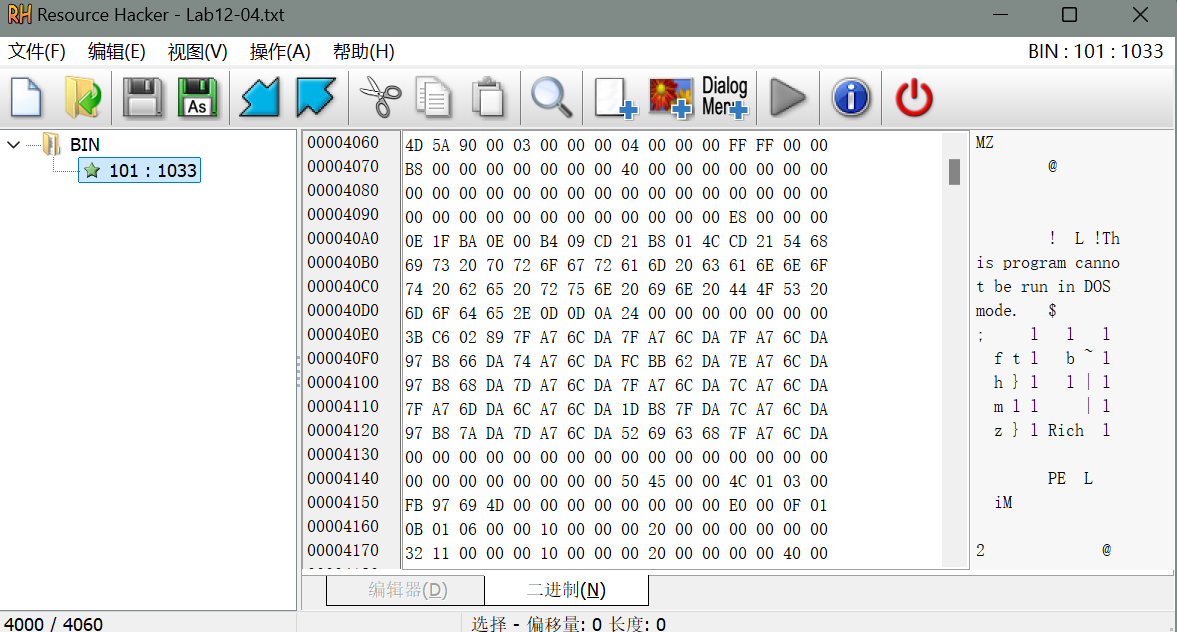 Resource Hacker - Lab12-04.txt
文件(F) 编辑(E) 视图(V) 操作(A) 帮助(H) BIN : 101 : 1033
As
Dialog
Men
BIN
101 : 1033
00004060 4D 5A 90 00 03 00 00 00 04 00 00 00 FF FF 00 00 MZ
00004070 B8 00 00 00 00 00 00 00 40 00 00 00 00 00 00 00 @
00004080 00 00 00 00 00 00 00 00 00 00 00 00 00 00 00 00
00004090 00 00 00 00 00 00 00 00 00 00 00 00 E8 00 00 00
000040A0 0E 1F BA 0E 00 B4 09 CD 21 B8 01 4C CD 21 54 68 ! L !Th
000040B0 69 73 20 70 72 6F 67 72 61 6D 20 63 61 6E 6E 6F is program canno
000040C0 74 20 62 65 20 72 75 6E 20 69 6E 20 44 4F 53 20 t be run in DOS
000040D0 6D 6F 64 65 2E 0D 0D 0A 24 00 00 00 00 00 00 00 mode. $
000040E0 3B C6 02 89 7F A7 6C DA 7F A7 6C DA 7F A7 6C DA ; l l l
000040F0 97 B8 66 DA 74 A7 6C DA FC BB 62 DA 7E A7 6C DA f t l b ~ l
00004100 97 B8 68 DA 7D A7 6C DA 7F A7 6C DA 7C A7 6C DA h } l l | l
00004110 7F A7 6D DA 6C A7 6C DA 1D B8 7F DA 7C A7 6C DA m l l | l
00004120 97 B8 7A DA 7D A7 6C DA 52 69 63 68 7F A7 6C DA z } l Rich l
00004130 00 00 00 00 00 00 00 00 00 00 00 00 00 00 00 00
00004140 00 00 00 00 00 00 00 00 50 45 00 00 4C 01 03 00 PE L
00004150 FB 97 69 4D 00 00 00 00 00 00 00 00 E0 00 0F 01 iM
00004160 0B 01 06 00 00 10 00 00 00 20 00 00 00 00 00 00
00004170 32 11 00 00 00 10 00 00 00 20 00 00 00 00 40 00 2 @
编辑器(D) 二进制(N)
4000 / 4060 选择 - 偏移量: 0 长度: 0